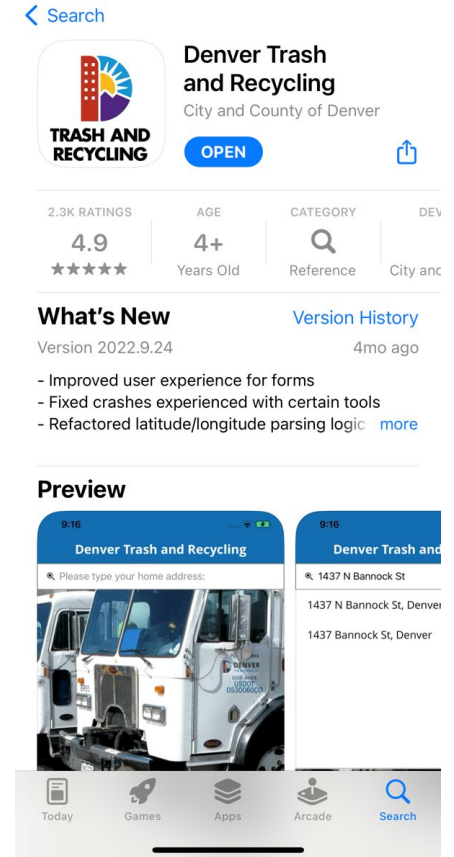 Search
TRASH AND
RECYCLING
Denver Trash
and Recycling
City and County of Denver
OPEN
2.3K RATINGS
4.9
AGE
4+
Years Old
CATEGORY
Reference
DEV
City and
What's New
Version History
Version 2022.9.24
4mo ago
- Improved user experience for forms
- Fixed crashes experienced with certain tools
- Refactored latitude/longitude parsing logic more
Preview
9:16
Denver Trash and Recycling
Please type your home address:
DENVER
USDOT
9:16
Denver Trash and
1437 N Bannock St
1437 N Bannock St, Denver
1437 Bannock St, Denver
Today
Games
Apps
Arcade
Search